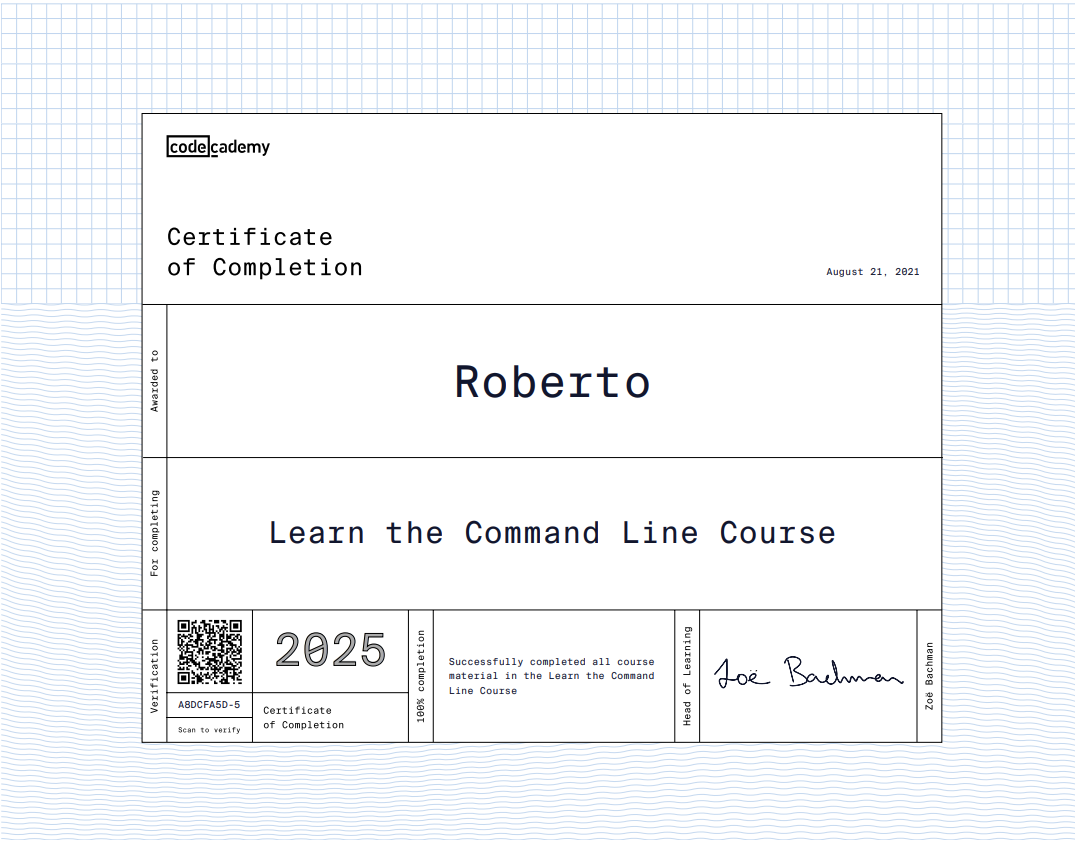 codecademy
Certificate
of Completion
August 21, 2021
Awarded to
Roberto
For completing
Learn the Command Line Course
Verification
A8DCFA5D-5
Scan to verify
2025
Certificate
of Completion
100% completion
Successfully completed all course
material in the Learn the Command
Line Course
Head of Learning
Zoë Bachman
Zoë Bachman